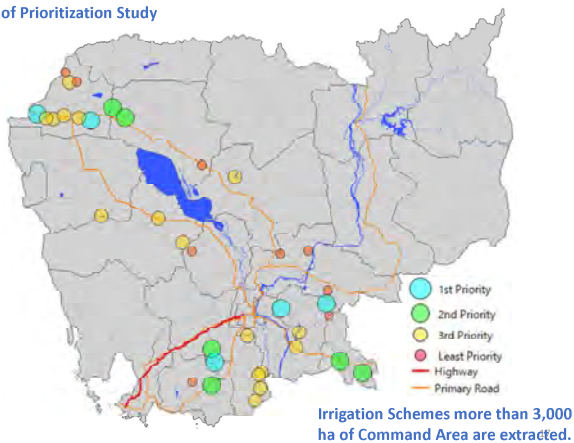 of Prioritization Study
1st Priority
2nd Priority
3rd Priority
Least Priority
Highway
Primary Road
Irrigation Schemes more than 3,000
ha of Command Area are extracted.